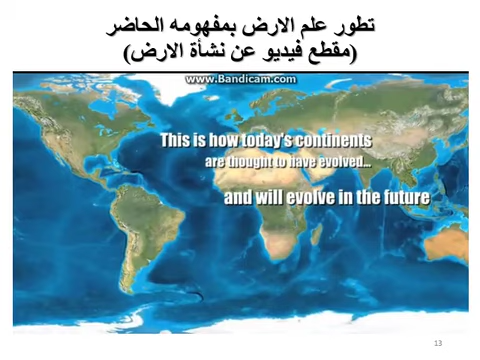 تطور علم الارض بمفهومه الحاضر
(مقطع فيديو عن نشأة الارض)
www.Bandicam.com
This is how today's continents
are thought to have evolved...
and will evolve in the future
13